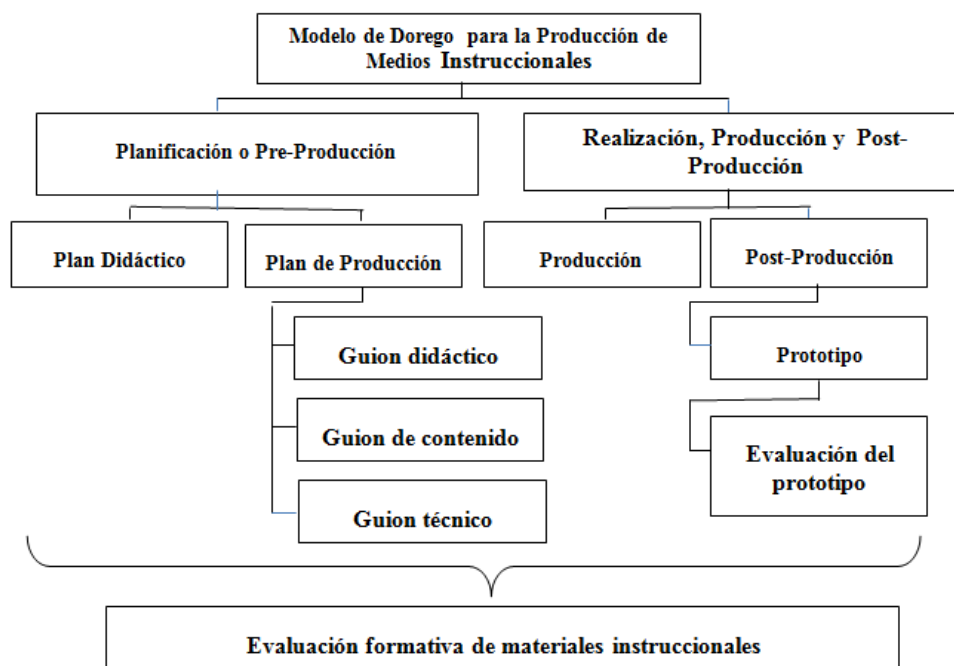 Modelo de Dorego para la Producción de
Medios Instruccionales
Planificación o Pre-Producción
Realización, Producción y Post-
Producción
Plan Didáctico
Plan de Producción
Producción
Post-Producción
Guion didáctico
Prototipo
Guion de contenido
Evaluación del
prototipo
Guion técnico
Evaluación formativa de materiales instruccionales